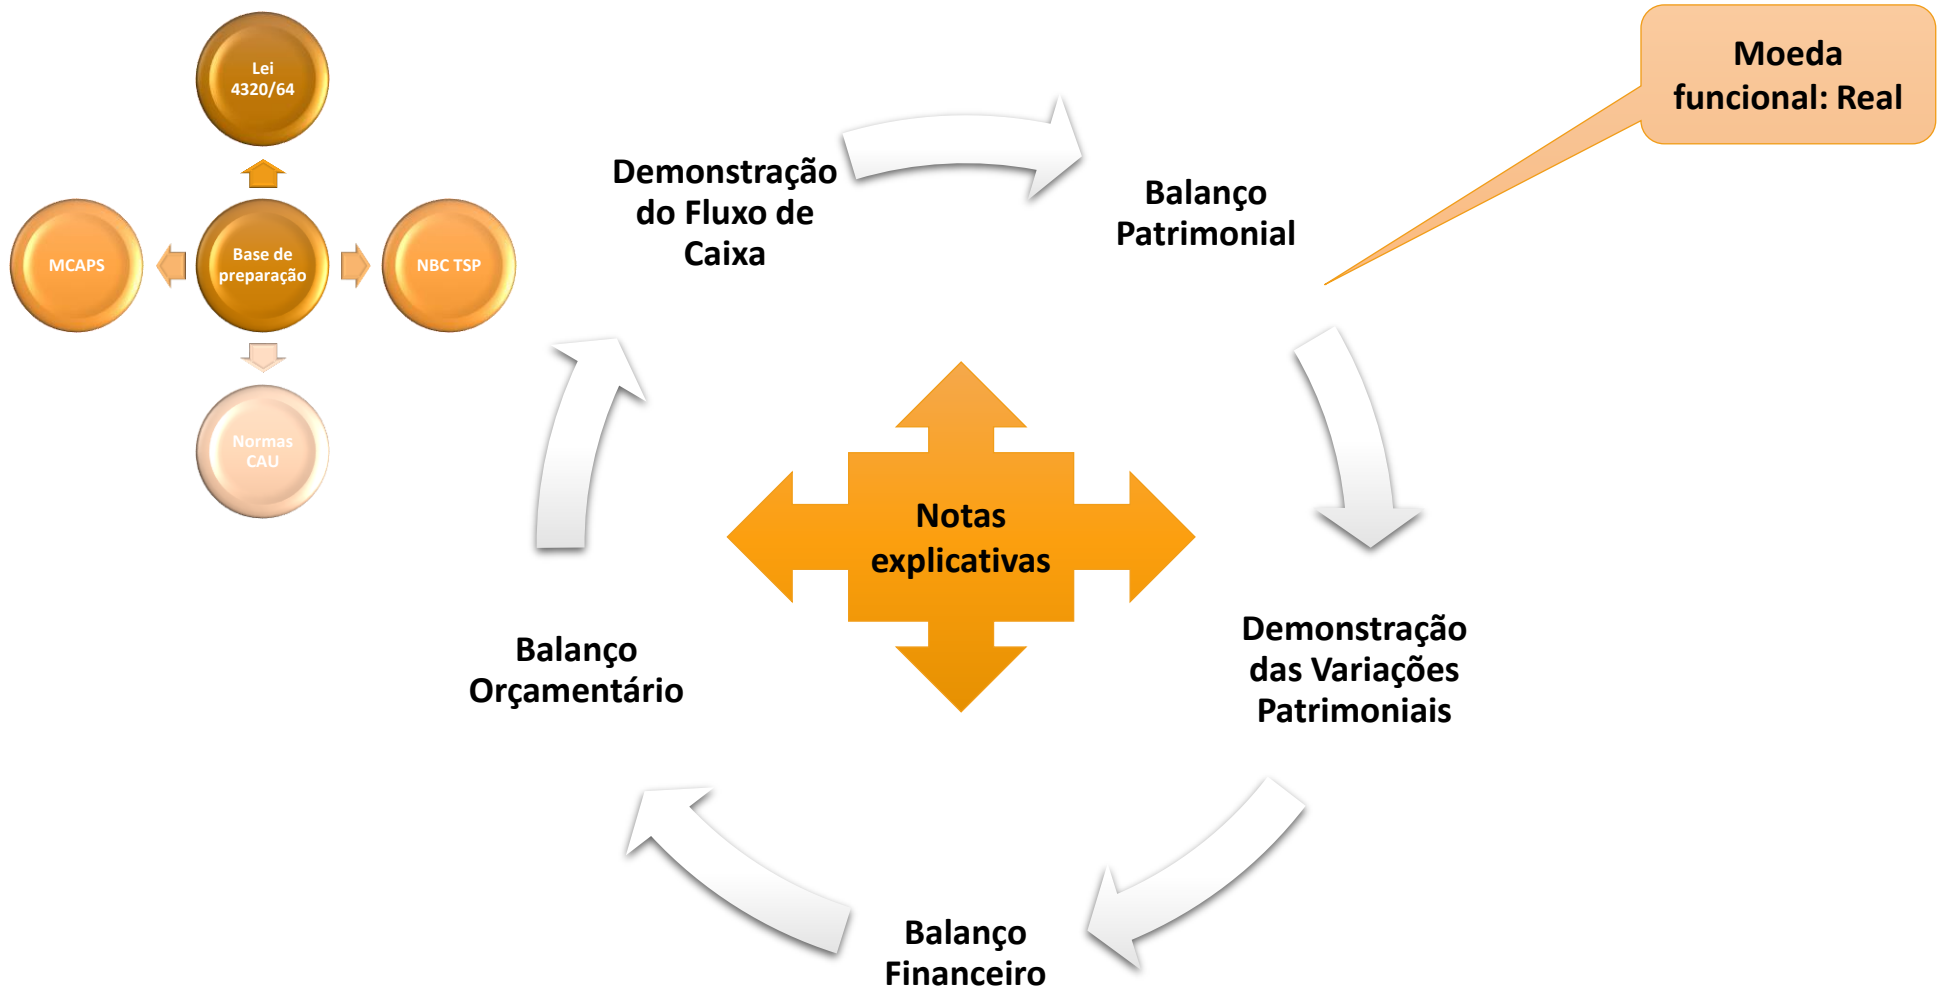 Lei
4320/64
MCAPS
Base de
preparação
NBC TSP
Normas
CAU
Moeda
funcional: Real
Demonstração
do Fluxo de
Caixa
Balanço
Patrimonial
Notas
explicativas
Demonstração
das Variações
Patrimoniais
Balanço
Orçamentário
Balanço
Financeiro